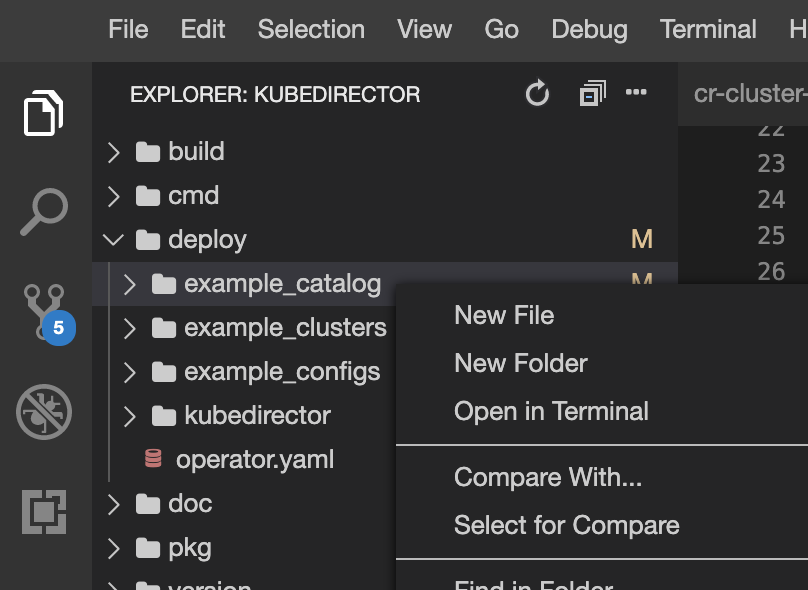 File Edit Selection View Go Debug Terminal H
EXPLORER: KUBEDIRECTOR
cr-cluster-
build
cmd
deploy M
example_catalog M
example_clusters
example_configs
kubedirector
operator.yaml
doc
pkg
version
5
22
23
24
25
26
New File
New Folder
Open in Terminal
Compare With...
Select for Compare
Find in Folder